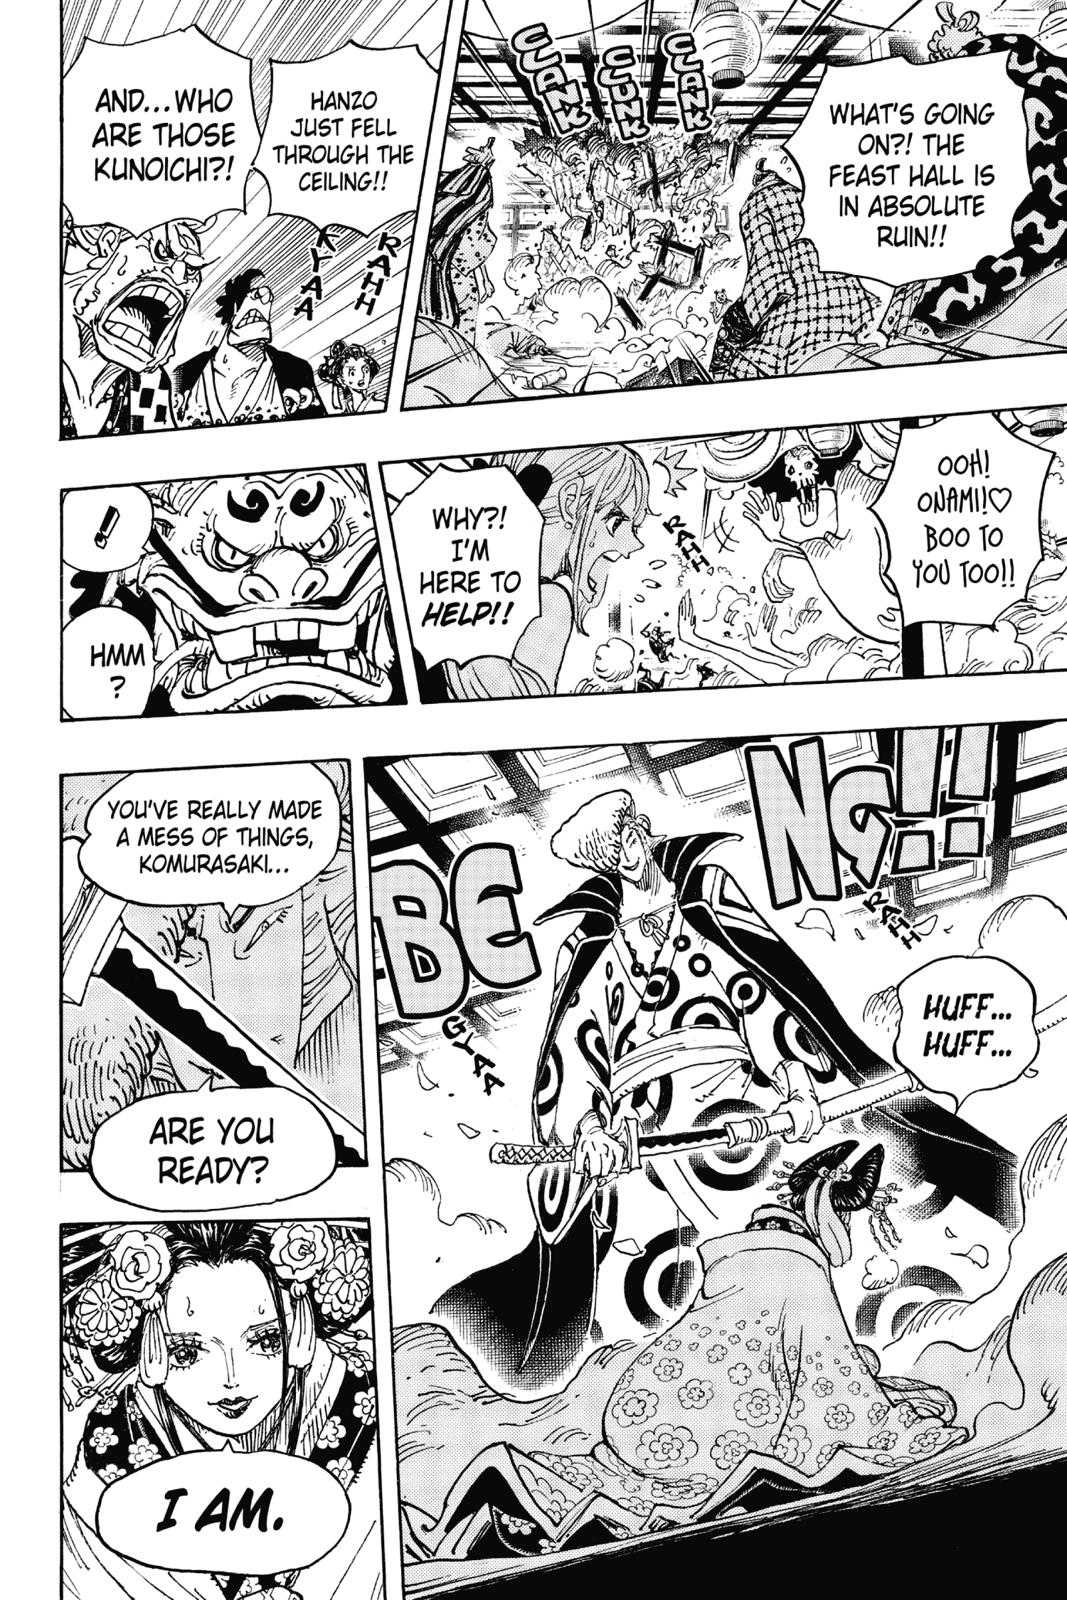 WHAT'S GOING
ON?! THE
FEAST HALL IS
IN ABSOLUTE
RUIN!!
CLANK
CLUNK
CLANK
HANZO
JUST FELL
THROUGH THE
CEILING!!
AND...WHO
ARE THOSE
KUNOICHI?!
RAHH
KYAA
OOH!
ONAMI!♡
BOO TO
YOU TOO!!
RAHH
WHY?!
I'M
HERE TO
HELP!!
!
HMM
?
BENG!!
RAHH
GYAA
HUFF...
HUFF...
YOU'VE REALLY MADE
A MESS OF THINGS,
KOMURASAKI...
ARE YOU
READY?
I AM.